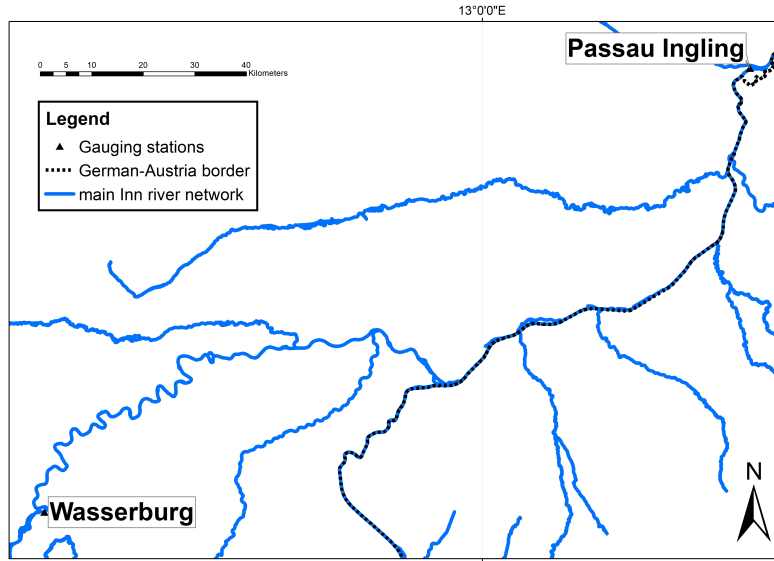 13°0'0"E
Passau Ingling
0 5 10 20 30 40
Kilometers
Legend
Gauging stations
German-Austria border
main Inn river network
N
Wasserburg